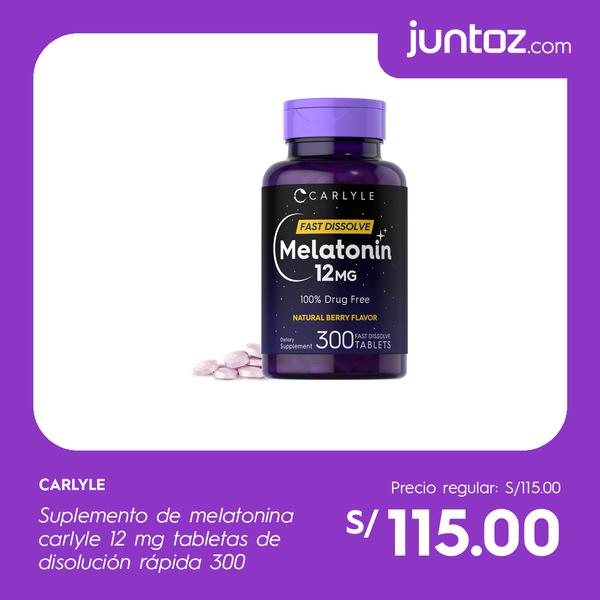 juntoz.com
CARLYLE
FAST DISSOLVE
Melatonin
12MG
100% Drug Free
NATURAL BERRY FLAVOR
Dietary
Supplement
300
FAST DISSOLVE
TABLETS
CARLYLE
Suplemento de melatonina
carlyle 12 mg tabletas de
disolución rápida 300
Precio regular: S/115.00
S/ 115.00